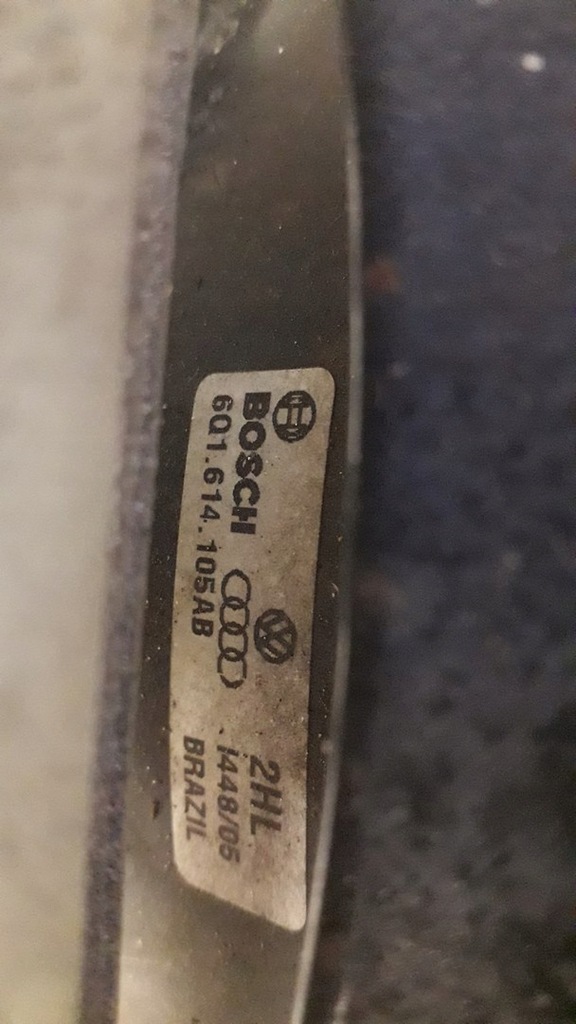 BOSCH
6Q1.614.105AB
2HL
1448/05
BRAZIL